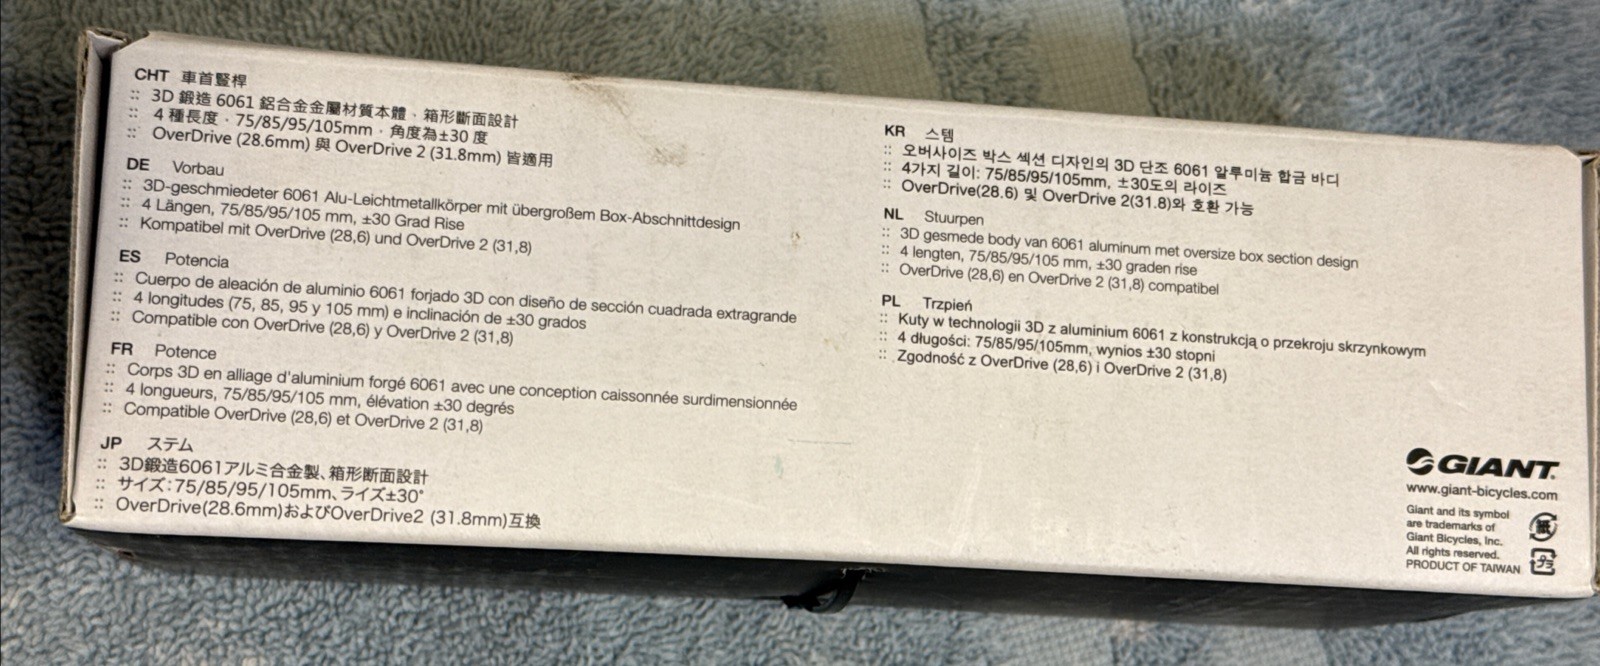 CHT 車首豎桿
:: 3D 鍛造 6061 鋁合金金屬材質本體，箱形斷面設計
:: 4 種長度，75/85/95/105mm，角度為±30 度
:: OverDrive (28.6mm) 與 OverDrive 2 (31.8mm) 皆適用
DE Vorbau
:: 3D-geschmiedeter 6061 Alu-Leichtmetallkörper mit übergroßem Box-Abschnittdesign
:: 4 Längen, 75/85/95/105 mm, ±30 Grad Rise
:: Kompatibel mit OverDrive (28,6) und OverDrive 2 (31,8)
ES Potencia
:: Cuerpo de aleación de aluminio 6061 forjado 3D con diseño de sección cuadrada extragrande
:: 4 longitudes (75, 85, 95 y 105 mm) e inclinación de ±30 grados
:: Compatible con OverDrive (28,6) y OverDrive 2 (31,8)
FR Potence
:: Corps 3D en alliage d'aluminium forgé 6061 avec une conception caissonnée surdimensionnée
:: 4 longueurs, 75/85/95/105 mm, élévation ±30 degrés
:: Compatible OverDrive (28,6) et OverDrive 2 (31,8)
JP ステム
:: 3D鍛造6061アルミ合金製、箱形断面設計
:: サイズ:75/85/95/105mm、ライズ±30°
:: OverDrive(28.6mm)およびOverDrive2 (31.8mm)互換
KR 스템
:: 오버사이즈 박스 섹션 디자인의 3D 단조 6061 알루미늄 합금 바디
:: 4가지 길이: 75/85/95/105mm, ±30도의 라이즈
:: OverDrive(28.6) 및 OverDrive 2(31.8)와 호환 가능
NL Stuurpen
:: 3D gesmede body van 6061 aluminum met oversize box section design
:: 4 lengten, 75/85/95/105 mm, ±30 graden rise
:: OverDrive (28,6) en OverDrive 2 (31,8) compatibel
PL Trzpień
:: Kuty w technologii 3D z aluminium 6061 z konstrukcją o przekroju skrzynkowym
:: 4 długości: 75/85/95/105mm, wynios ±30 stopni
:: Zgodność z OverDrive (28,6) i OverDrive 2 (31,8)
GIANT
www.giant-bicycles.com
Giant and its symbol
are trademarks of
Giant Bicycles, Inc.
All rights reserved.
PRODUCT OF TAIWAN
紙
プラ